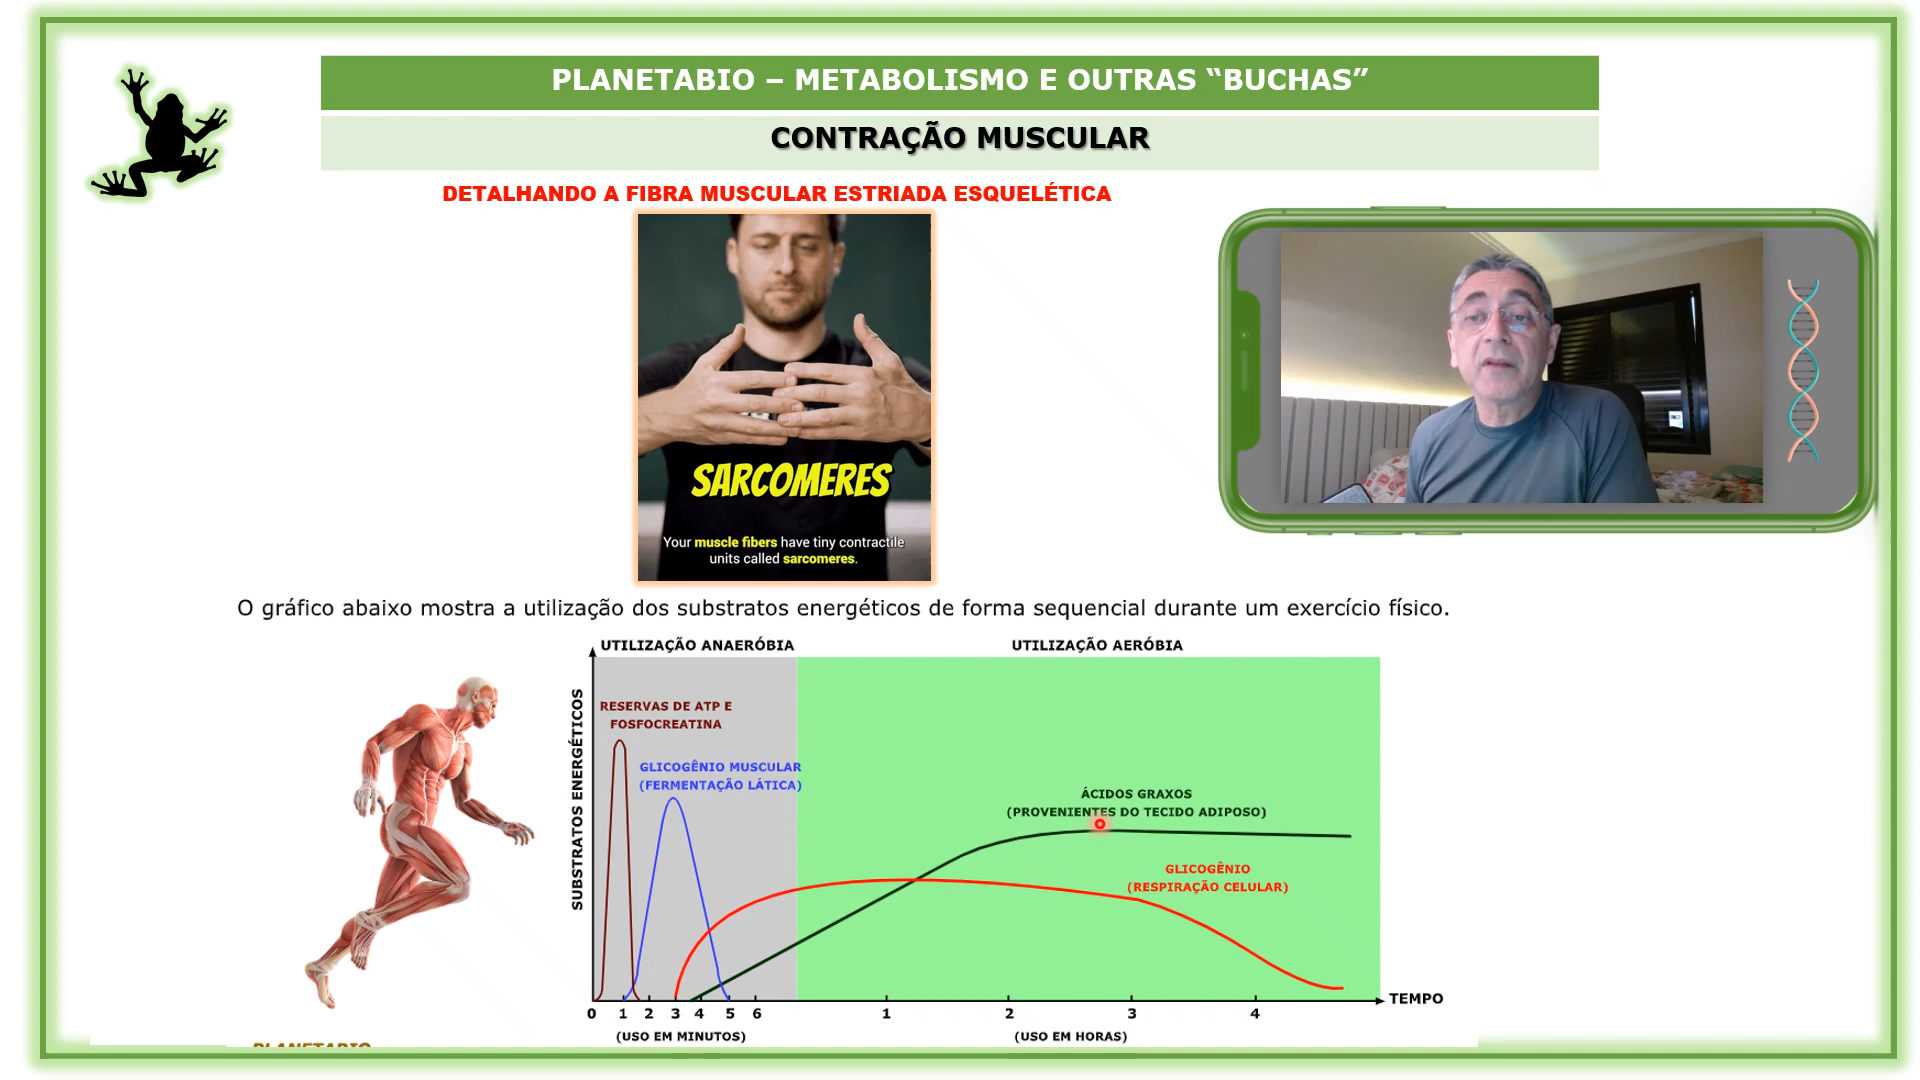 PLANETABIO – METABOLISMO E OUTRAS “BUCHAS”
CONTRAÇÃO MUSCULAR
DETALHANDO A FIBRA MUSCULAR ESTRIADA ESQUELÉTICA
SARCOMERES
Your muscle fibers have tiny contractile
units called sarcomeres.
O gráfico abaixo mostra a utilização dos substratos energéticos de forma sequencial durante um exercício físico.
UTILIZAÇÃO ANAERÓBIA
UTILIZAÇÃO AERÓBIA
SUBSTRATOS ENERGÉTICOS
RESERVAS DE ATP E
FOSFOCREATINA
GLICOGÊNIO MUSCULAR
(FERMENTAÇÃO LÁTICA)
ÁCIDOS GRAXOS
(PROVENIENTES DO TECIDO ADIPOSO)
GLICOGÊNIO
(RESPIRAÇÃO CELULAR)
TEMPO
0 1 2 3 4 5 6 1 2 3 4
(USO EM MINUTOS)
(USO EM HORAS)
PLANETABIO